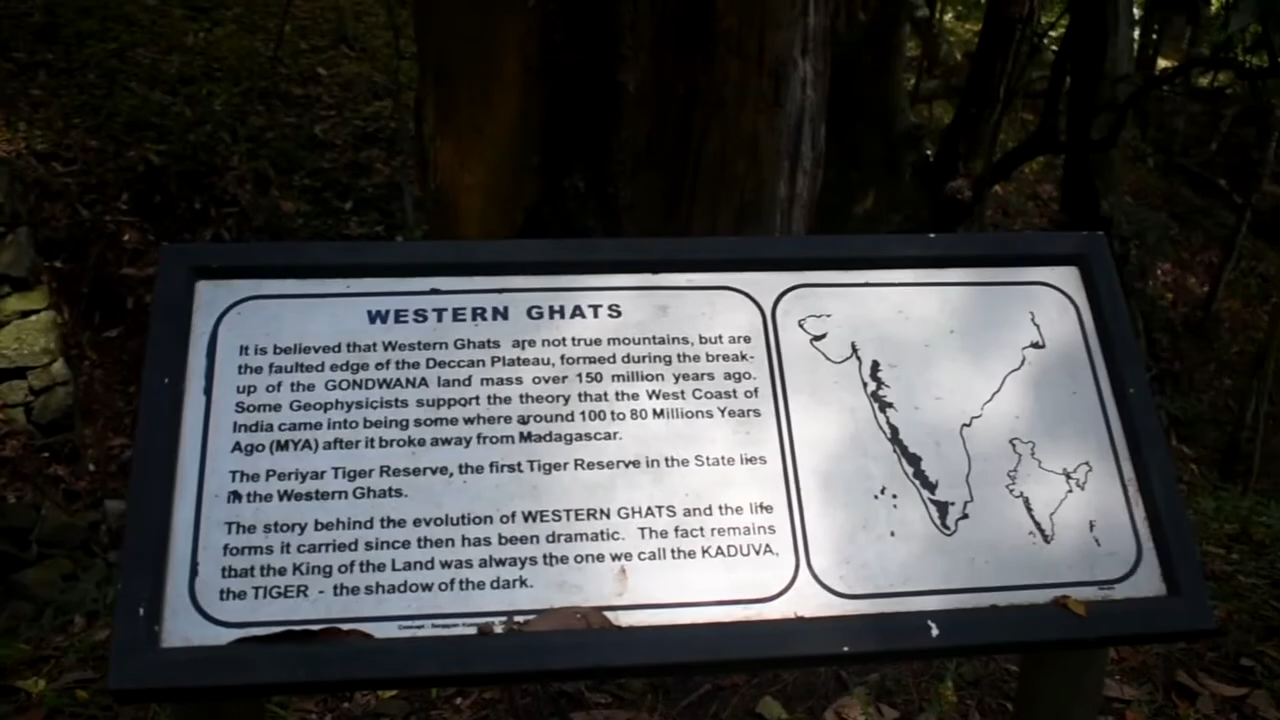 WESTERN GHATS
It is believed that Western Ghats are not true mountains, but are
the faulted edge of the Deccan Plateau, formed during the break-
up of the GONDWANA land mass over 150 million years ago.
Some Geophysicists support the theory that the West Coast of
India came into being some where around 100 to 80 Millions Years
Ago (MYA) after it broke away from Madagascar.
The Periyar Tiger Reserve, the first Tiger Reserve in the State lies
in the Western Ghats.
The story behind the evolution of WESTERN GHATS and the life
forms it carried since then has been dramatic. The fact remains
that the King of the Land was always the one we call the KADUVA,
the TIGER - the shadow of the dark.
Concept :